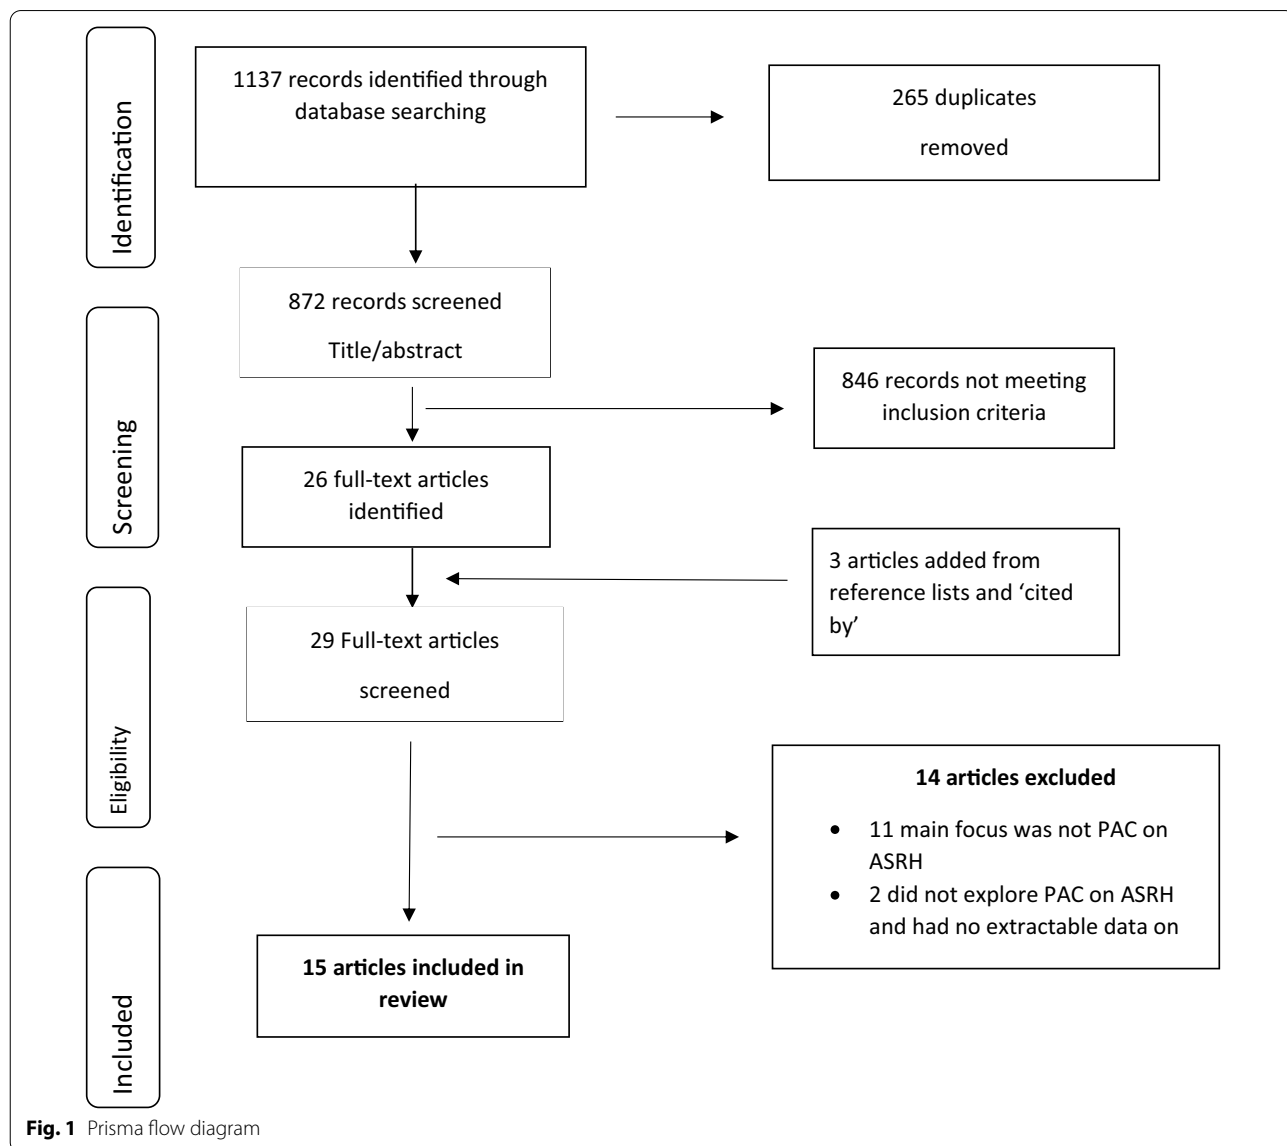 Identification
1137 records identified through
database searching
265 duplicates
removed
872 records screened
Title/abstract
Screening
846 records not meeting
inclusion criteria
26 full-text articles
identified
3 articles added from
reference lists and ‘cited
by’
Eligibility
29 Full-text articles
screened
14 articles excluded
• 11 main focus was not PAC on
ASRH
• 2 did not explore PAC on ASRH
and had no extractable data on
Included
15 articles included in
review
Fig. 1 Prisma flow diagram